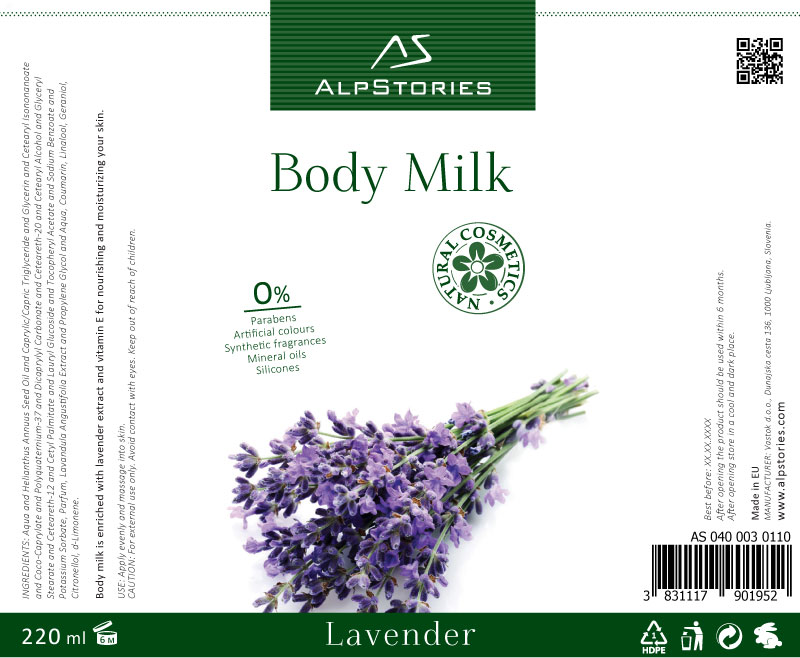 AS
ALPSTORIES
Body Milk
NATURAL COSMETICS
0%
Parabens
Artificial colours
Synthetic fragrances
Mineral oils
Silicones
INGREDIENTS: Aqua and Helianthus Annuus Seed Oil and Caprylic/Capric Triglyceride and Glycerin and Cetearyl Isononanoate
and Coco-Caprylate and Polyquaternium-37 and Dicaprylyl Carbonate and Ceteareth-20 and Cetearyl Alcohol and Glyceryl
Stearate and Ceteareth-12 and Cetyl Palmitate and Lauryl Glucoside and Tocopheryl Acetate and Sodium Benzoate and
Potassium Sorbate, Parfum, Lavandula Angustifolia Extract and Propylene Glycol and Aqua, Coumarin, Linalool, Geraniol,
Citronellol, d-Limonene.
Body milk is enriched with lavender extract and vitamin E for nourishing and moisturizing your skin.
USE: Apply evenly and massage into skin.
CAUTION: For external use only. Avoid contact with eyes. Keep out of reach of children.
Best before: XX.XX.XXXX
After opening the product should be used within 6 months.
After opening store in a cool and dark place.
Made in EU
MANUFACTURER: Vastok d.o.o., Dunajska cesta 136, 1000 Ljubljana, Slovenia.
www.alpstories.com
AS 040 003 0110
3 831117 901952
220 ml
6 M
Lavender
1
HDPE